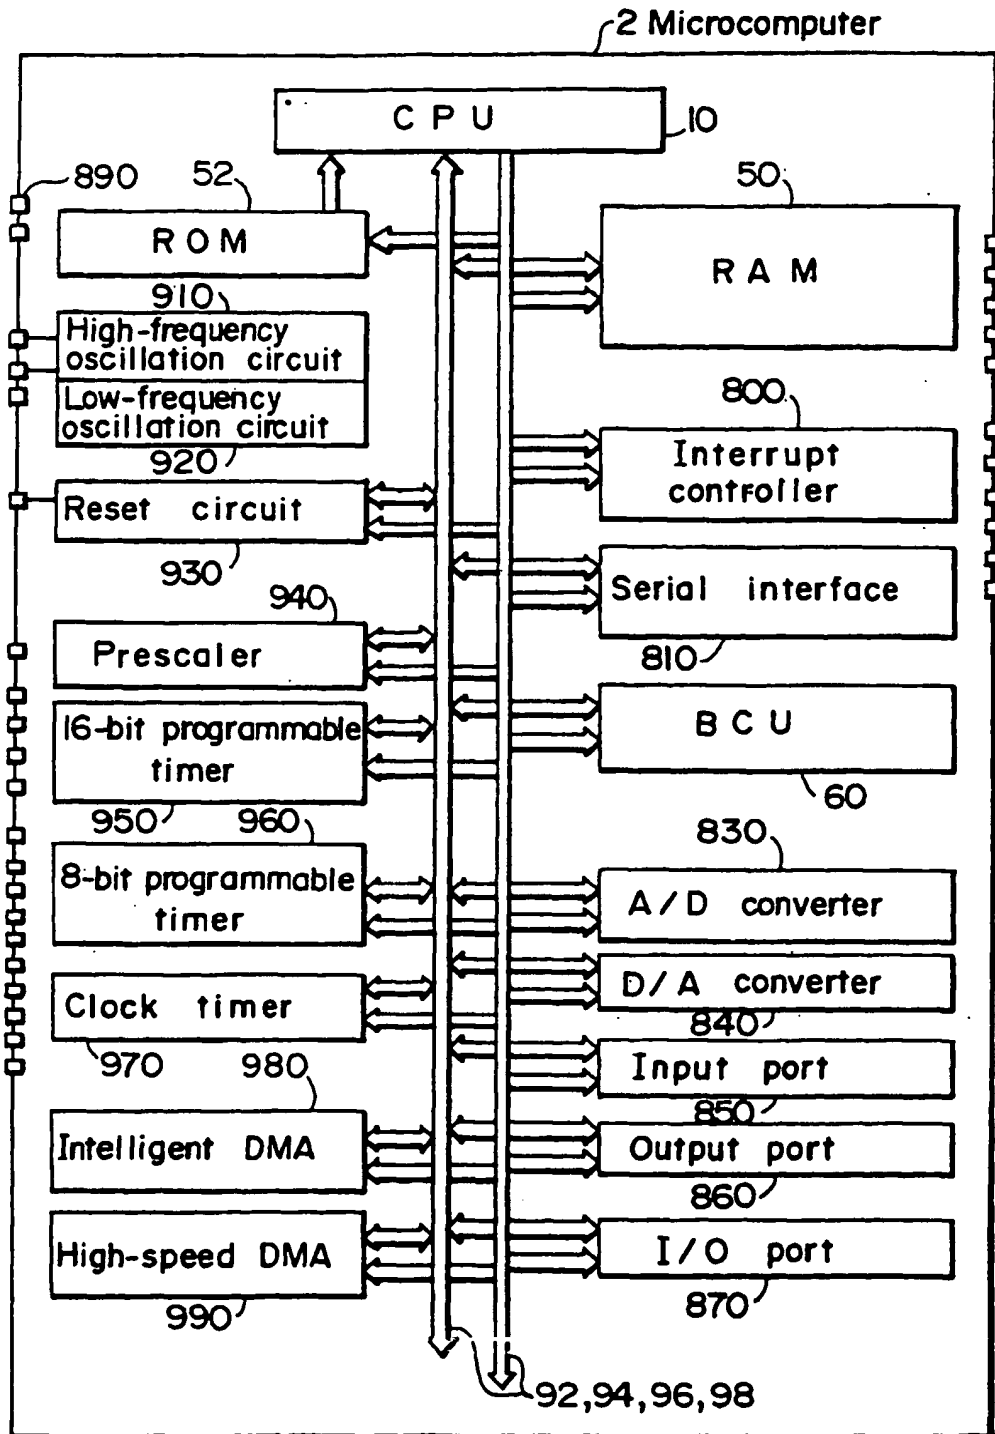 2 Microcomputer
CPU
10
890
52
50
ROM
RAM
910
High-frequency
oscillation circuit
Low-frequency
oscillation circuit
920
800
Interrupt
controller
Reset circuit
930
Serial interface
810
940
Prescaler
BCU
60
16-bit programmable
timer
950
960
830
8-bit programmable
timer
A/D converter
D/A converter
840
Clock timer
970
980
Input port
850
Intelligent DMA
Output port
860
High-speed DMA
990
I/O port
870
92,94,96,98